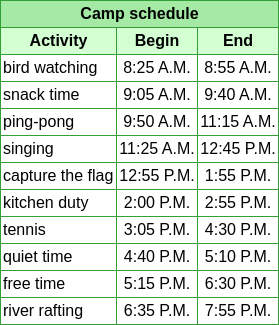 Camp schedule
Activity Begin End
bird watching 8:25 A.M. 8:55 A.M.
snack time 9:05 A.M. 9:40 A.M.
ping-pong 9:50 A.M. 11:15 A.M.
singing 11:25 A.M. 12:45 P.M.
capture the flag 12:55 P.M. 1:55 P.M.
kitchen duty 2:00 P.M. 2:55 P.M.
tennis 3:05 P.M. 4:30 P.M.
quiet time 4:40 P.M. 5:10 P.M.
free time 5:15 P.M. 6:30 P.M.
river rafting 6:35 P.M. 7:55 P.M.